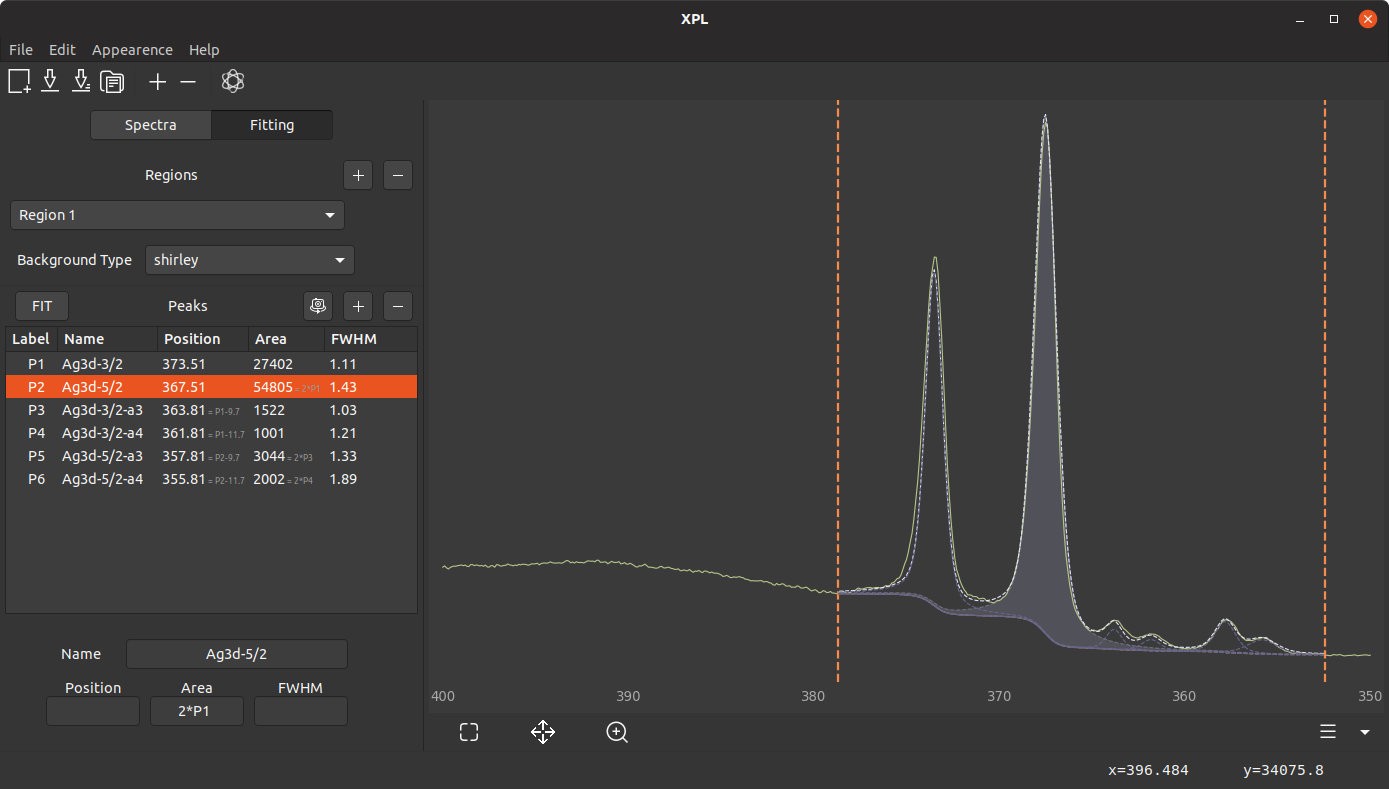 XPL
File Edit Appearence Help
Spectra Fitting
Regions
Region 1
Background Type shirley
FIT Peaks
Label Name Position Area FWHM
P1 Ag3d-3/2 373.51 27402 1.11
P2 Ag3d-5/2 367.51 54805 = 2*P1 1.43
P3 Ag3d-3/2-a3 363.81 = P1-9.7 1522 1.03
P4 Ag3d-3/2-a4 361.81 = P1-11.7 1001 1.21
P5 Ag3d-5/2-a3 357.81 = P2-9.7 3044 = 2*P3 1.33
P6 Ag3d-5/2-a4 355.81 = P2-11.7 2002 = 2*P4 1.89
Name Ag3d-5/2
Position Area FWHM
2*P1
400 390 380 370 360 350
x=396.484 y=34075.8